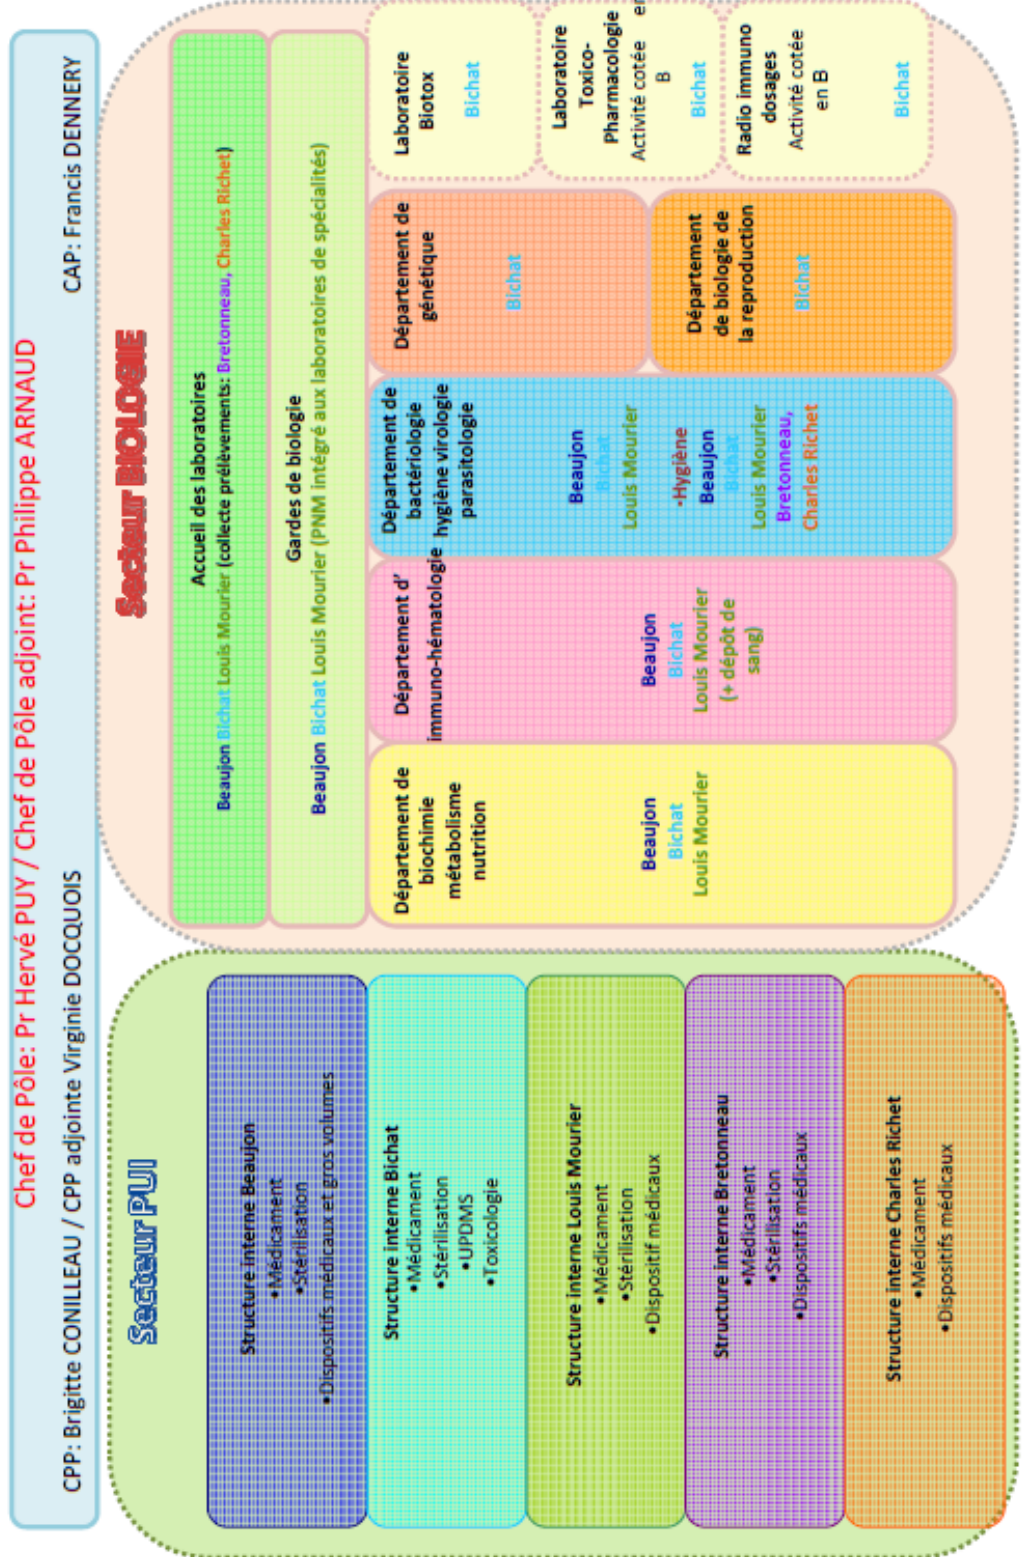 Chef de Pôle: Pr Hervé PUY / Chef de Pôle adjoint: Pr Philippe ARNAUD
CPP: Brigitte CONILLEAU / CPP adjointe Virginie DOCQUOIS
CAP: Francis DENNERY
Secteur PUI
Structure interne Beaujon
•Médicament
•Stérilisation
•Dispositifs médicaux et gros volumes
Structure interne Bichat
•Médicament
•Stérilisation
•UPDMS
•Toxicologie
Structure interne Louis Mourier
•Médicament
•Stérilisation
•Dispositif médicaux
Structure interne Bretonneau
•Médicament
•Stérilisation
•Dispositifs médicaux
Structure interne Charles Richet
•Médicament
•Dispositifs médicaux
Secteur BIOLOGIE
Accueil des laboratoires
Beaujon Bichat Louis Mourier (collecte prélèvements: Bretonneau, Charles Richet)
Gardes de biologie
Beaujon Bichat Louis Mourier (PNM intégré aux laboratoires de spécialités)
Département de
biochimie
métabolisme
nutrition
Beaujon
Bichat
Louis Mourier
Département d’
immuno-hématologie
Beaujon
Bichat
Louis Mourier
(+ dépôt de
sang)
Département de
bactériologie
hygiène virologie
parasitologie
Beaujon
Bichat
Louis Mourier
-Hygiène
Beaujon
Bichat
Louis Mourier
Bretonneau,
Charles Richet
Département de
génétique
Bichat
Département
de biologie de
la reproduction
Bichat
Laboratoire
Biotox
Bichat
Laboratoire
Toxico-
Pharmacologie
Activité cotée en
B
Bichat
Radio immuno
dosages
Activité cotée
en B
Bichat